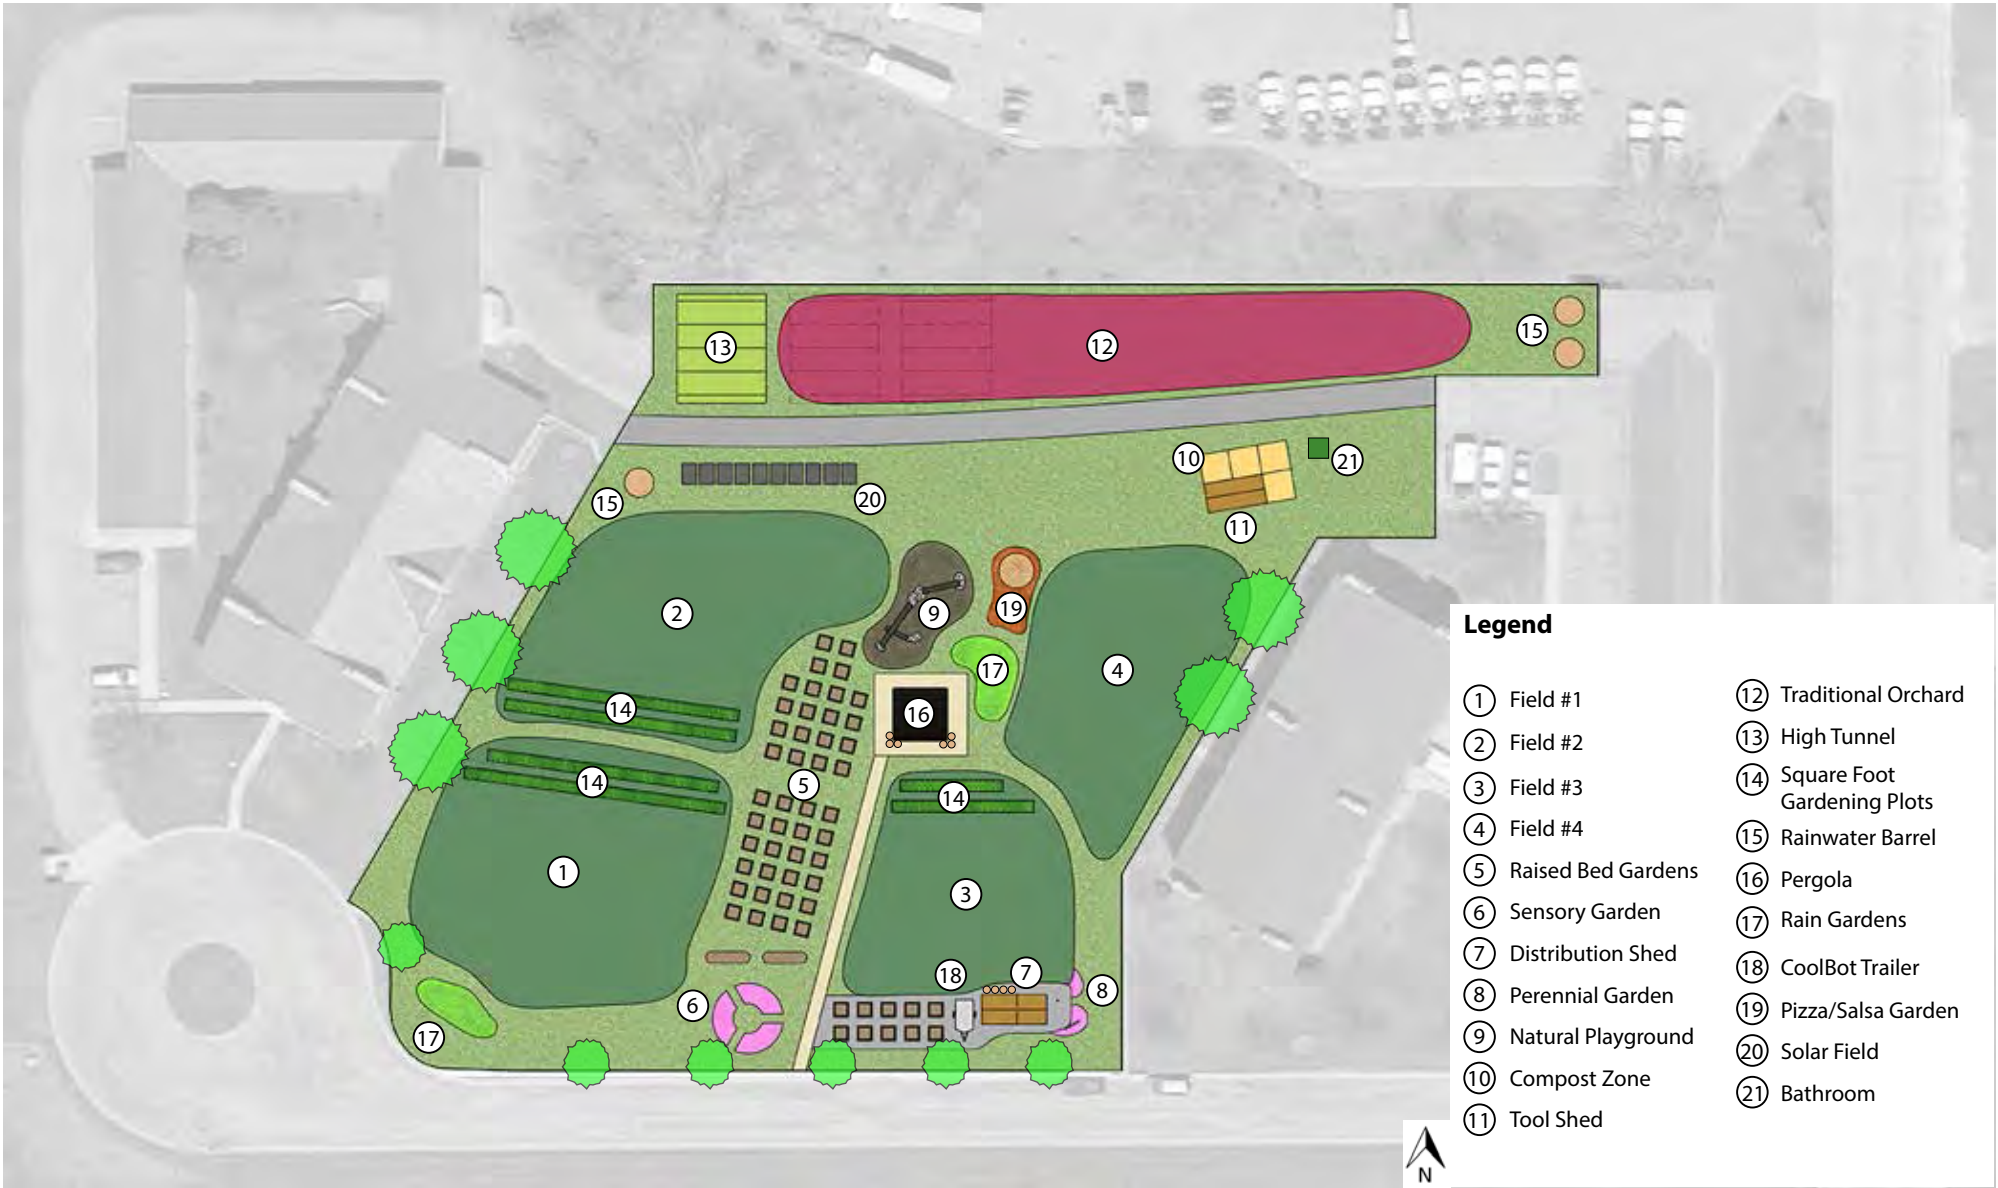 13
12
15
10
21
20
15
11
2
9
19
17
4
14
16
14
5
14
1
3
18
7
8
6
17
Legend
1 Field #1
2 Field #2
3 Field #3
4 Field #4
5 Raised Bed Gardens
6 Sensory Garden
7 Distribution Shed
8 Perennial Garden
9 Natural Playground
10 Compost Zone
11 Tool Shed
12 Traditional Orchard
13 High Tunnel
14 Square Foot
Gardening Plots
15 Rainwater Barrel
16 Pergola
17 Rain Gardens
18 CoolBot Trailer
19 Pizza/Salsa Garden
20 Solar Field
21 Bathroom
N